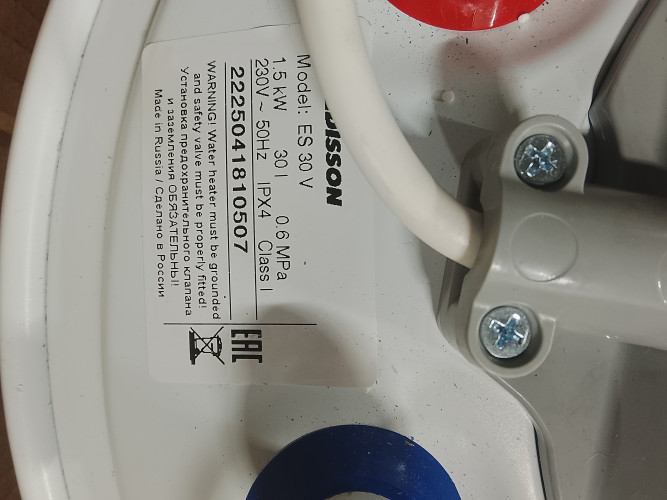 Model: ES 30 V
1.5 kW 30 l 0.6 MPa
230V~ 50Hz IPX4 Class I
2225041810507
WARNING! Water heater must be grounded
and safety valve must be properly fitted!
Установка предохранительного клапана
и заземления ОБЯЗАТЕЛЬНЫ!!
Made in Russia / Сделано в России
EAC